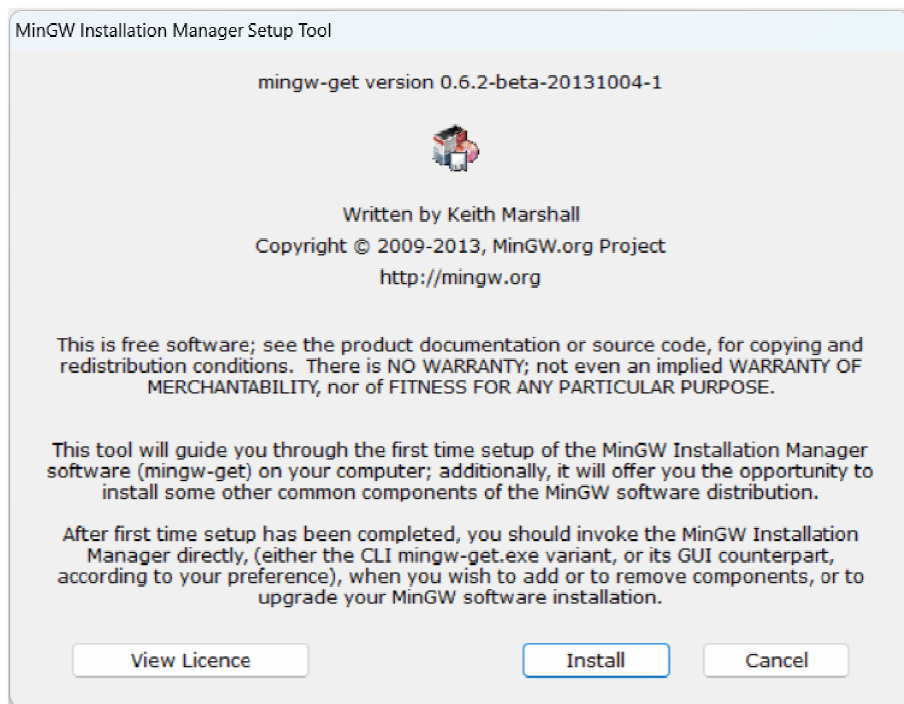 MinGW Installation Manager Setup Tool
mingw-get version 0.6.2-beta-20131004-1
Written by Keith Marshall
Copyright © 2009-2013, MinGW.org Project
http://mingw.org
This is free software; see the product documentation or source code, for copying and
redistribution conditions.  There is NO WARRANTY; not even an implied WARRANTY OF
MERCHANTABILITY, nor of FITNESS FOR ANY PARTICULAR PURPOSE.
This tool will guide you through the first time setup of the MinGW Installation Manager
software (mingw-get) on your computer; additionally, it will offer you the opportunity to
install some other common components of the MinGW software distribution.
After first time setup has been completed, you should invoke the MinGW Installation
Manager directly, (either the CLI mingw-get.exe variant, or its GUI counterpart,
according to your preference), when you wish to add or to remove components, or to
upgrade your MinGW software installation.
View Licence
Install
Cancel